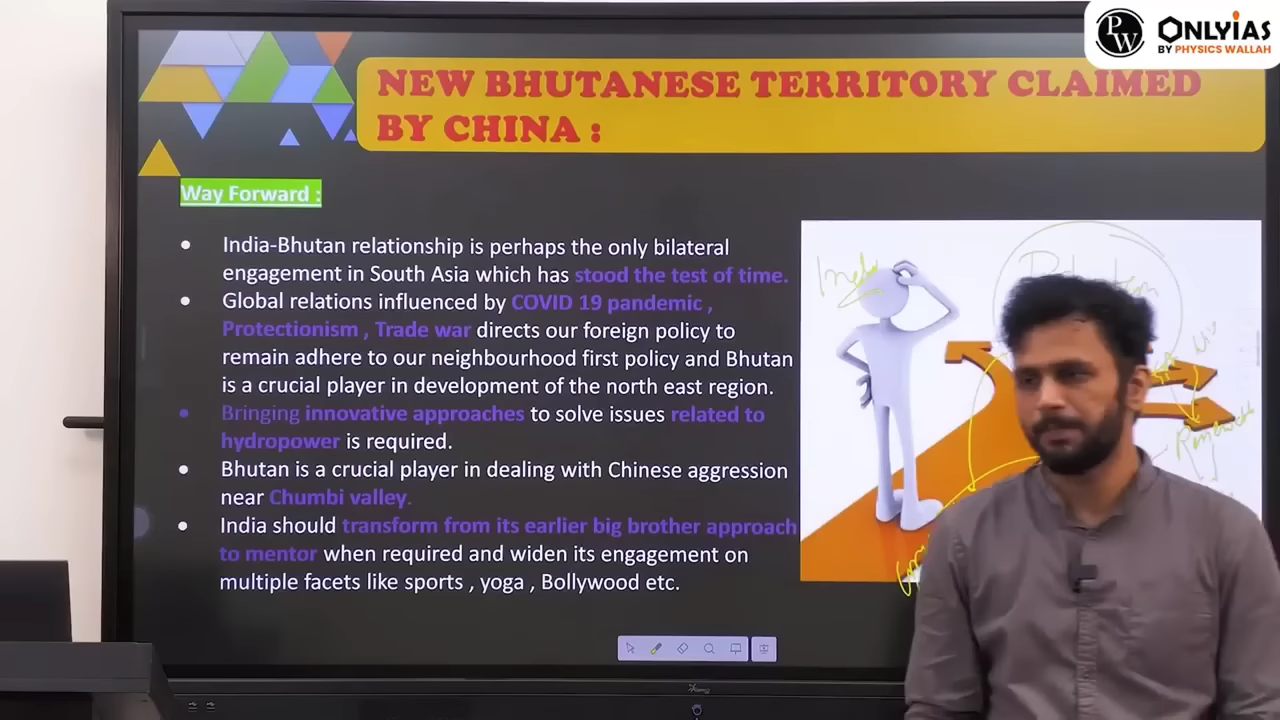 PW
ONLYIAS
BY PHYSICS WALLAH
NEW BHUTANESE TERRITORY CLAIMED
BY CHINA :
Way Forward :
• India-Bhutan relationship is perhaps the only bilateral
engagement in South Asia which has stood the test of time.
• Global relations influenced by COVID 19 pandemic ,
Protectionism , Trade war directs our foreign policy to
remain adhere to our neighbourhood first policy and Bhutan
is a crucial player in development of the north east region.
• Bringing innovative approaches to solve issues related to
hydropower is required.
• Bhutan is a crucial player in dealing with Chinese aggression
near Chumbi valley.
• India should transform from its earlier big brother approach
to mentor when required and widen its engagement on
multiple facets like sports , yoga , Bollywood etc.